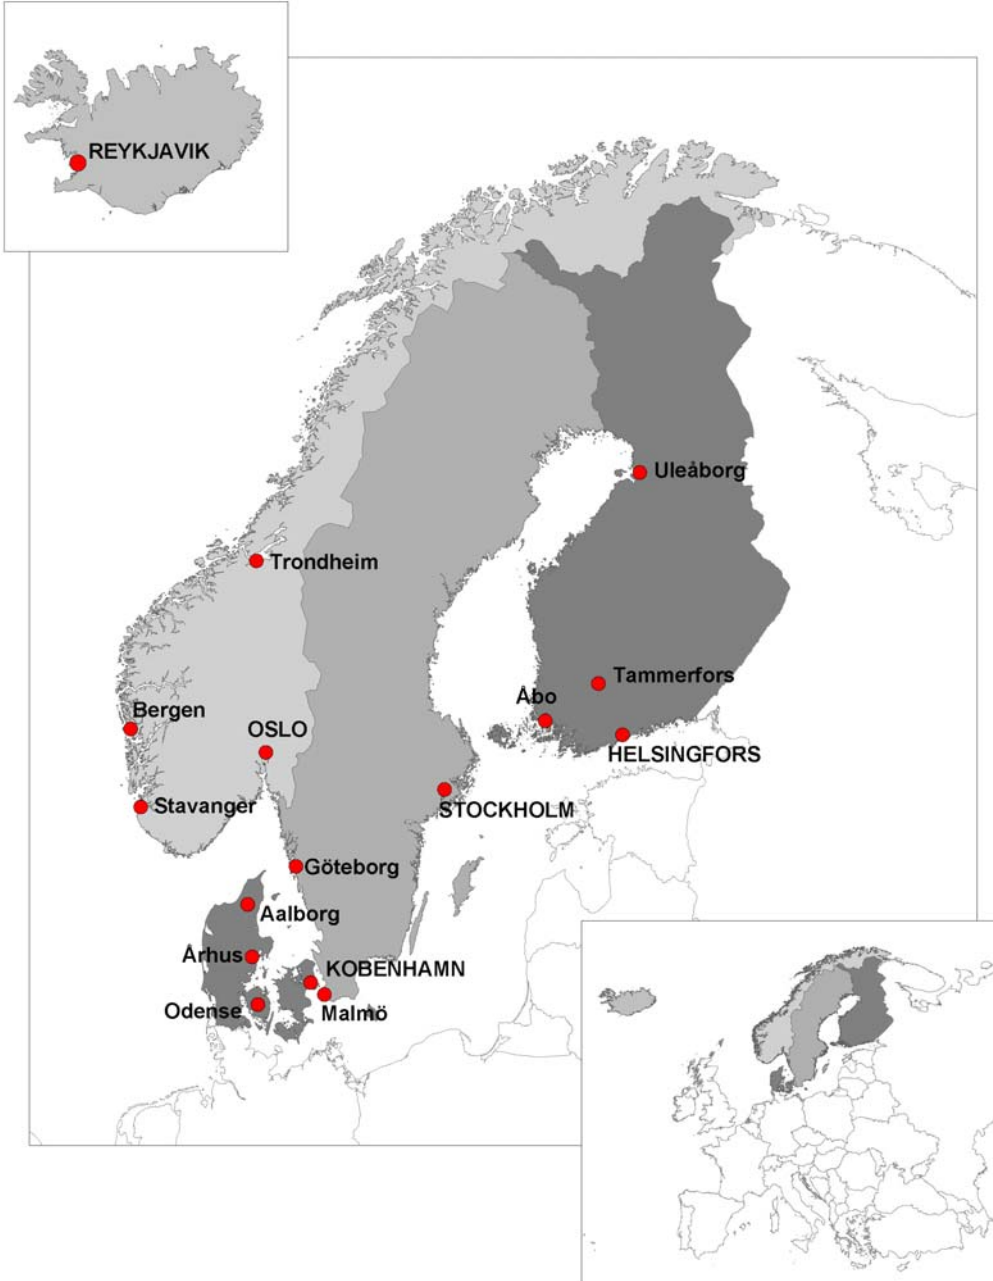 REYKJAVIK
Uleåborg
Trondheim
Tammerfors
Åbo
Bergen
OSLO
HELSINGFORS
Stavanger
STOCKHOLM
Göteborg
Aalborg
Århus
KOBENHAMN
Odense
Malmö